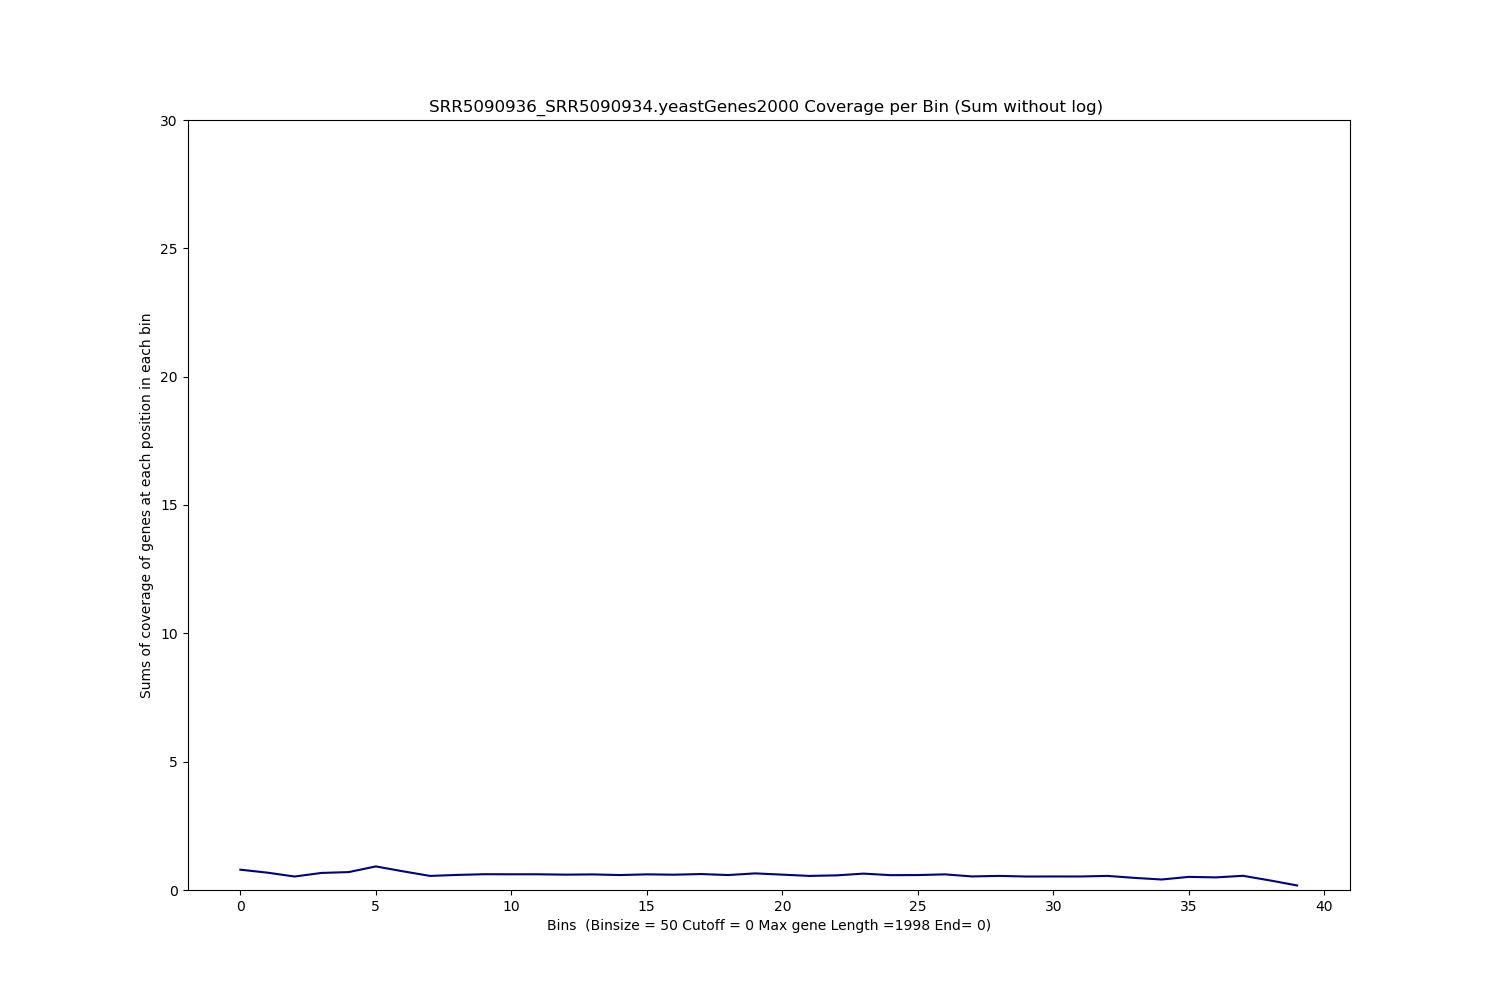 SRR5090936_SRR5090934.yeastGenes2000 Coverage per Bin (Sum without log)
30
25
20
15
10
5
0
Sums of coverage of genes at each position in each bin
0 5 10 15 20 25 30 35 40
Bins  (Binsize = 50 Cutoff = 0 Max gene Length =1998 End= 0)